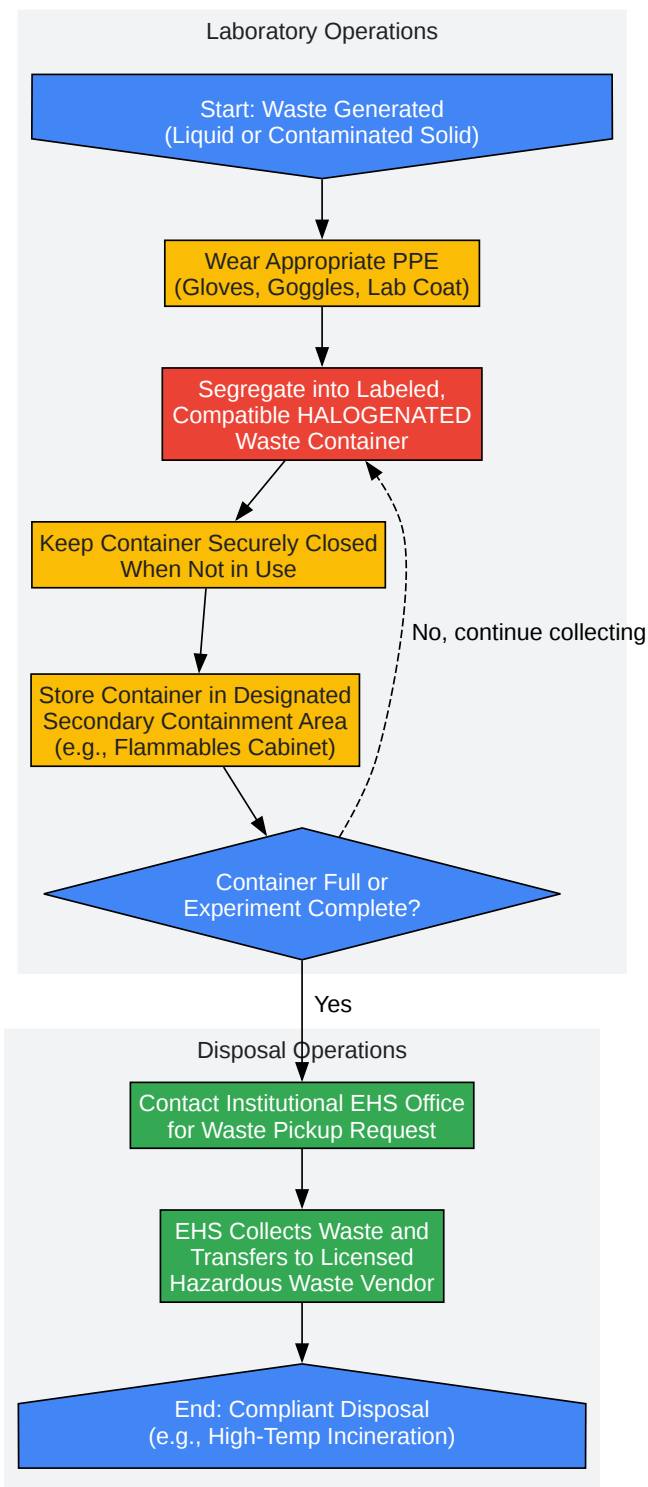 Laboratory Operations
Start: Waste Generated
(Liquid or Contaminated Solid)
Wear Appropriate PPE
(Gloves, Goggles, Lab Coat)
Segregate into Labeled,
Compatible HALOGENATED
Waste Container
Keep Container Securely Closed
When Not in Use
No, continue collecting
Store Container in Designated
Secondary Containment Area
(e.g., Flammables Cabinet)
Container Full or
Experiment Complete?
Yes
Disposal Operations
Contact Institutional EHS Office
for Waste Pickup Request
EHS Collects Waste and
Transfers to Licensed
Hazardous Waste Vendor
End: Compliant Disposal
(e.g., High-Temp Incineration)